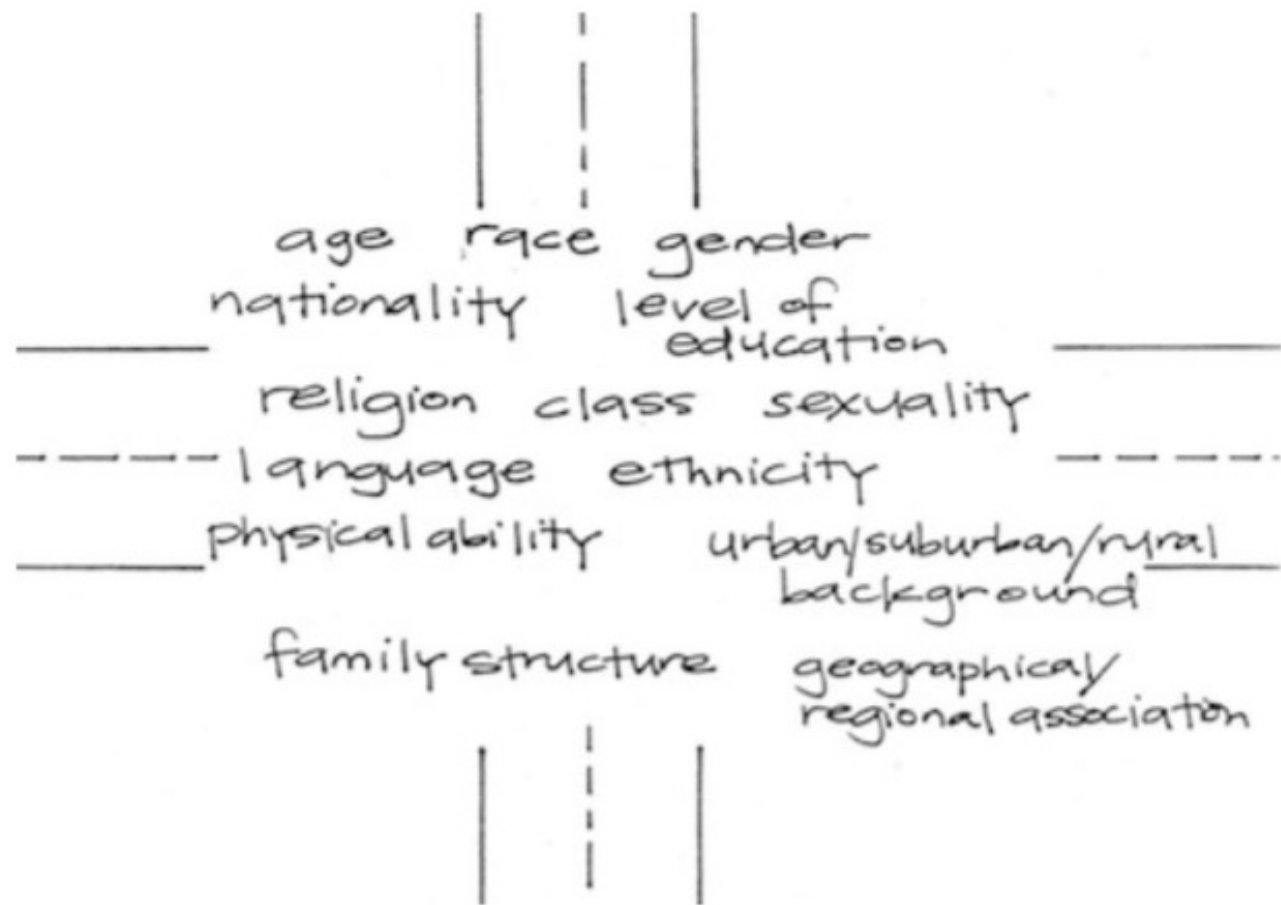 age race gender
nationality level of
education
religion class sexuality
language ethnicity
physical ability urban/suburban/rural
background
family structure geographical/
regional association